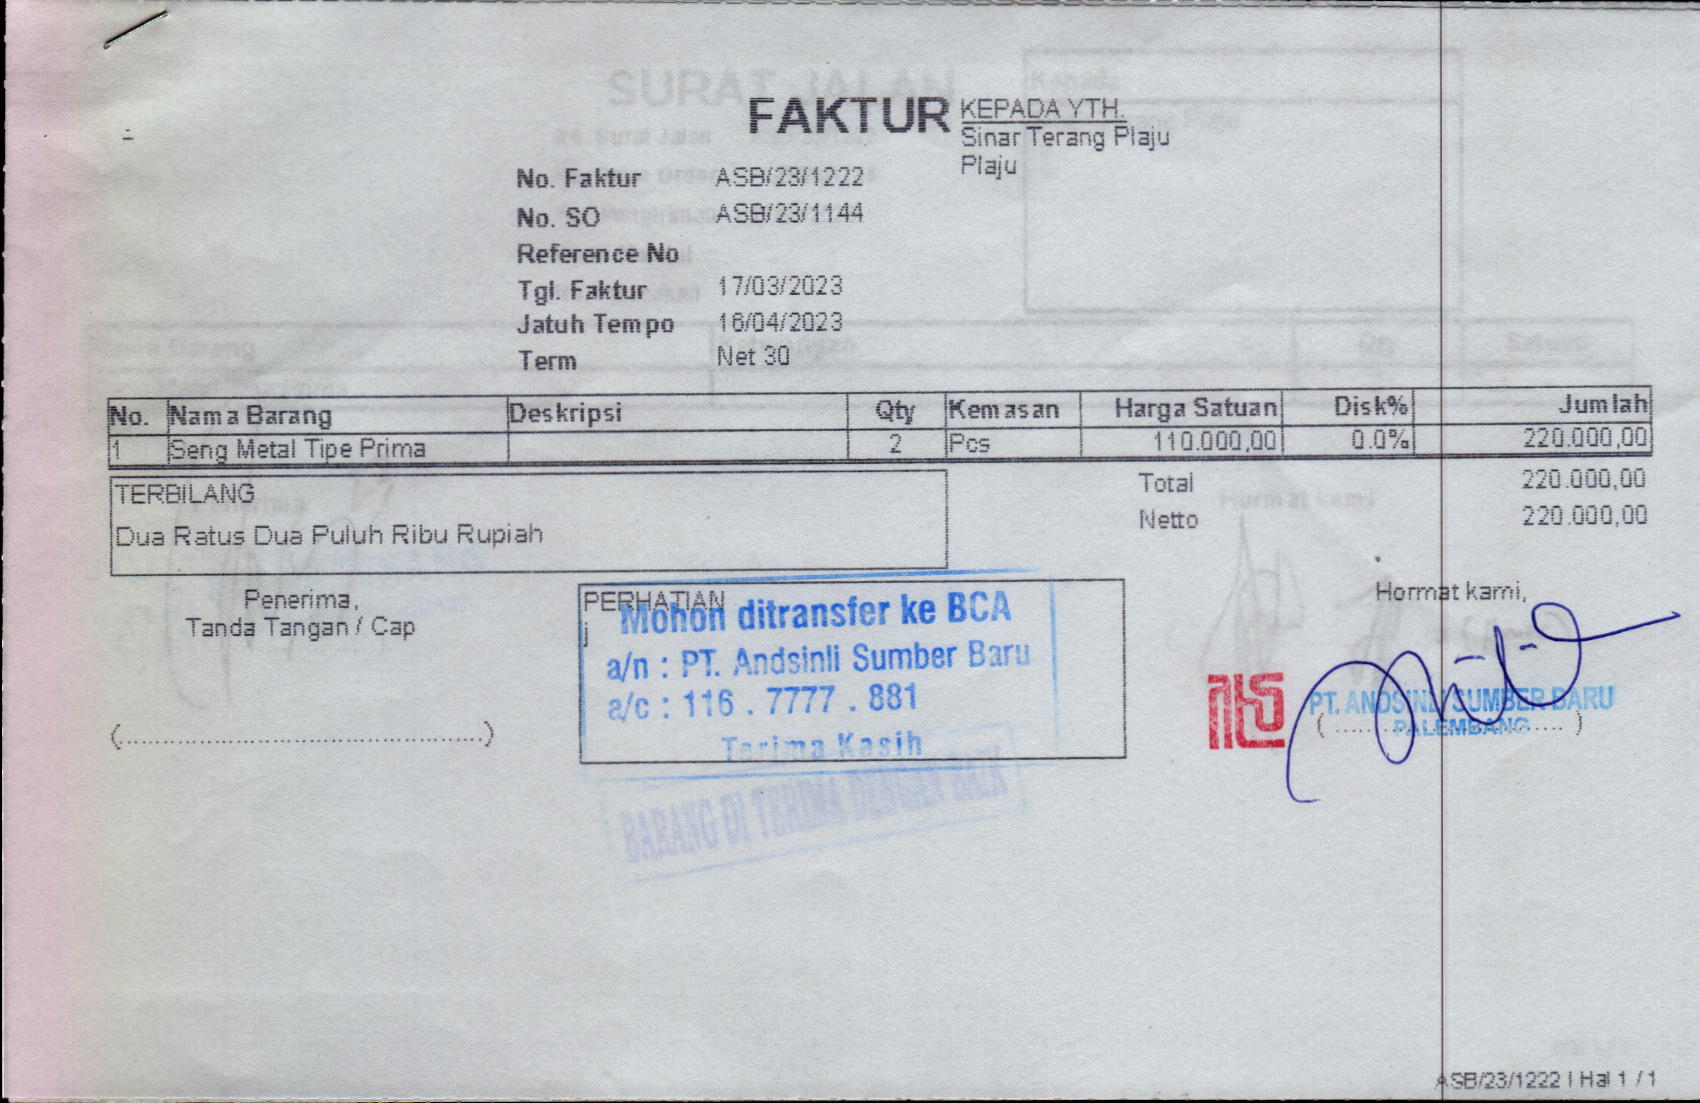 FAKTUR
KEPADA YTH.
Sinar Terang Plaju
Plaju
No. Faktur ASB/23/1222
No. SO ASB/23/1144
Reference No
Tgl. Faktur 17/03/2023
Jatuh Tempo 16/04/2023
Term Net 30
No. Nama Barang Deskripsi Qty Kemasan Harga Satuan Disk% Jumlah
1 Seng Metal Tipe Prima 2 Pcs 110.000,00 0.0% 220.000,00
TERBILANG
Dua Ratus Dua Puluh Ribu Rupiah
Total 220.000,00
Netto 220.000,00
Penerima,
Tanda Tangan / Cap
(................................................)
PERHATIAN
j
Mohon ditransfer ke BCA
a/n : PT. Andsinli Sumber Baru
a/c : 116 . 7777 . 881
Terima Kasih
BARANG DI TERIMA DENGAN BAIK
Hormat kami,
PT. ANDSINLI SUMBER BARU
PALEMBANG
ASB/23/1222 | Hal 1 / 1